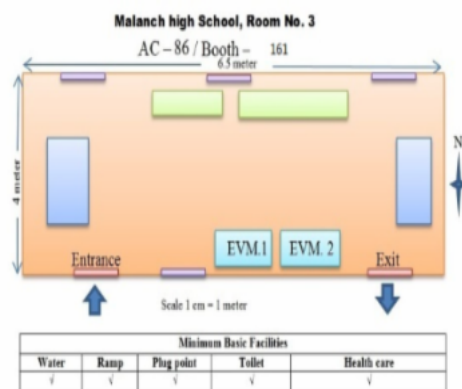 Malanch high School, Room No. 3
AC – 86 / Booth – 161
6.5 meter
4 meter
N
EVM.1 EVM. 2
Entrance Exit
Scale 1 cm = 1 meter
Minimum Basic Facilities
Water Ramp Plug point Toilet Health care
√ √ √ √ √